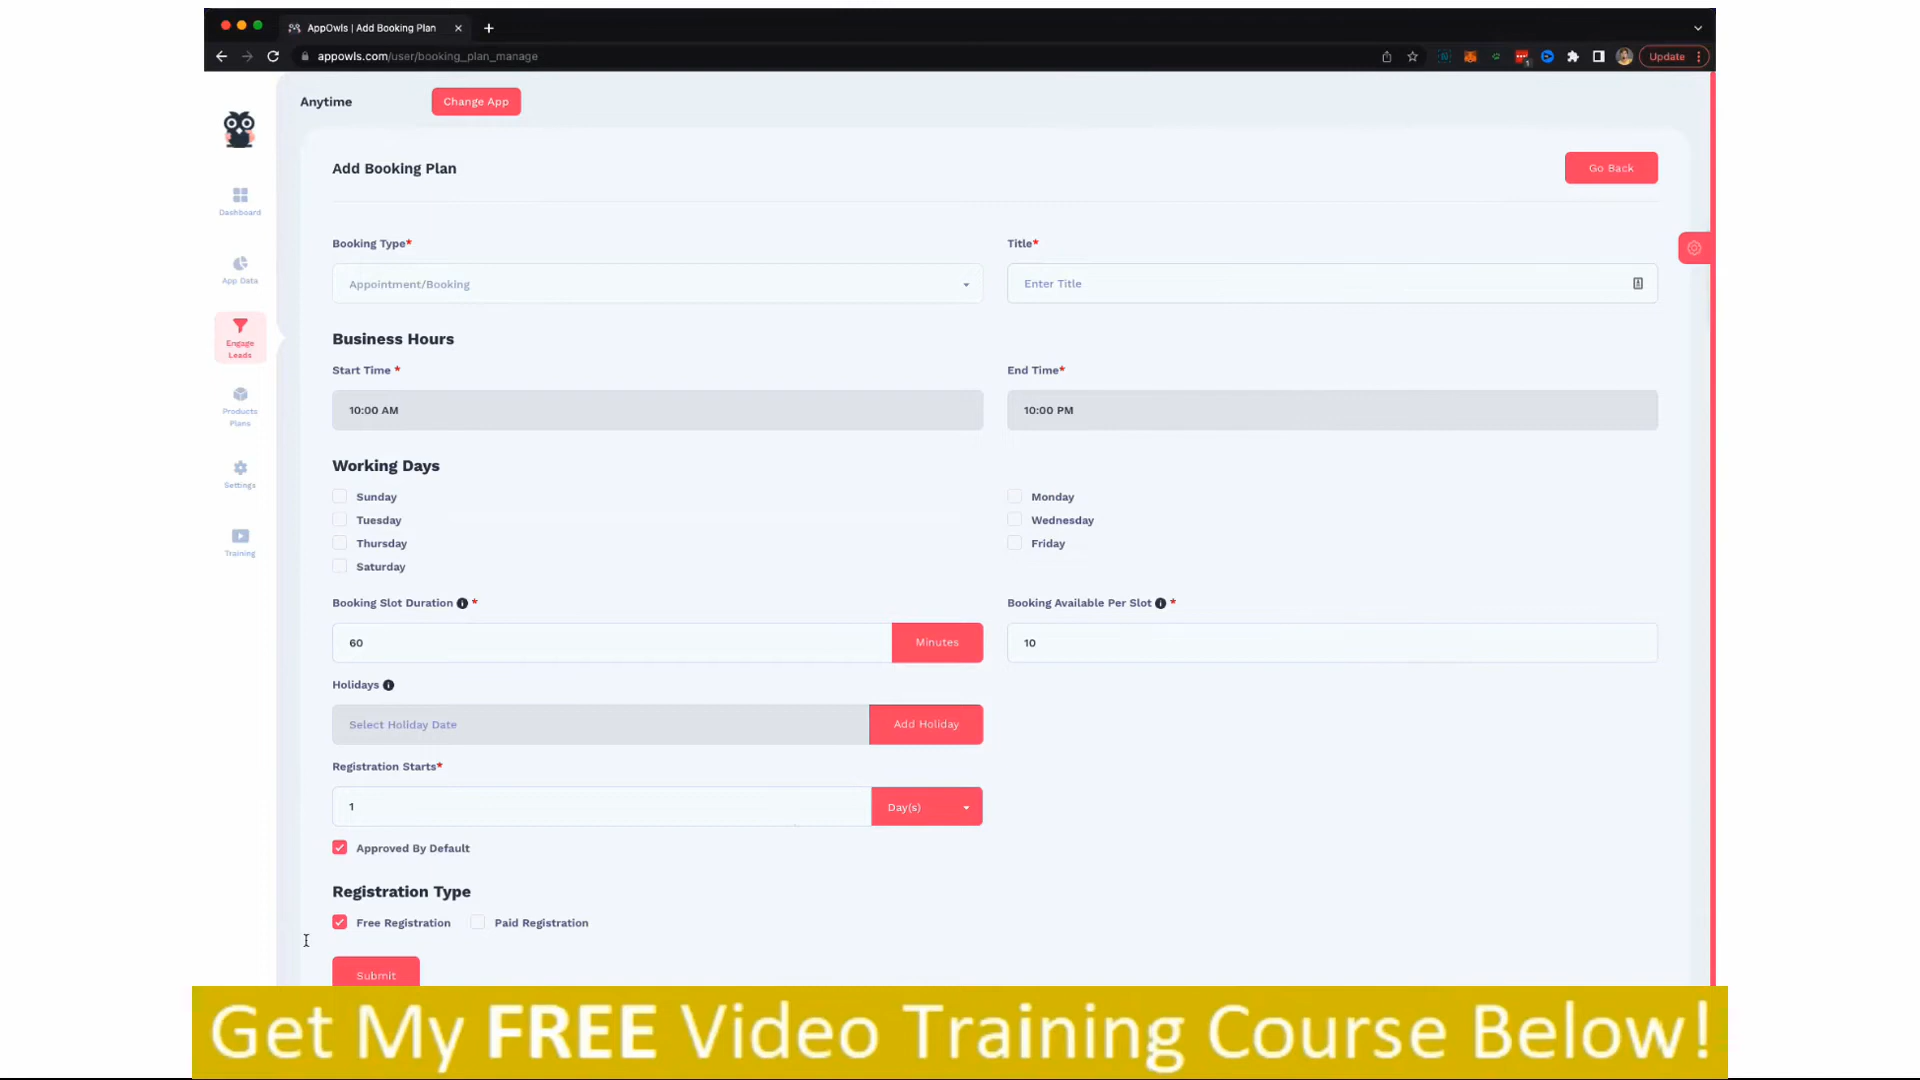 AppOwls | Add Booking Plan
appowls.com/user/booking_plan_manage
Update
Anytime
Change App
Add Booking Plan
Go Back
Dashboard
App Data
Engage
Leads
Products
Plans
Settings
Training
Booking Type*
Title*
Appointment/Booking
Enter Title
Business Hours
Start Time *
End Time*
10:00 AM
10:00 PM
Working Days
Sunday
Monday
Tuesday
Wednesday
Thursday
Friday
Saturday
Booking Slot Duration *
Booking Available Per Slot *
60
Minutes
10
Holidays
Select Holiday Date
Add Holiday
Registration Starts*
1
Day(s)
Approved By Default
Registration Type
Free Registration
Paid Registration
Submit
Get My FREE Video Training Course Below!